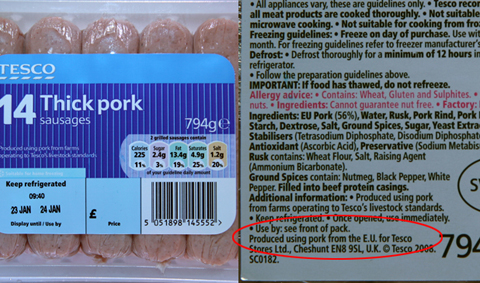 TESCO
14 Thick pork
sausages
794g℮
Produced using pork from farms
operating to Tesco's livestock standards.
2 grilled sausages contain
Calories Sugar Fat Saturates Salt
225 2.4g 13.4g 4.9g 1.2g
11% 3% 19% 25% 20%
of your guideline daily amount
Keep refrigerated
09:40
23 JAN 24 JAN
Display until / Use by
£
Price
5 051898 145552 >
• All appliances vary, these are guidelines only. • Tesco recom
all meat products are cooked thoroughly. • Not suitable
microwave cooking. • Not suitable for cooking from fro
Freezing guidelines: • Freeze on day of purchase. Use with
month. For freezing guidelines refer to freezer manufacturer's
Defrost: • Defrost thoroughly for a minimum of 12 hours in
refrigerator.
• Follow the preparation guidelines above.
IMPORTANT: If food has thawed, do not refreeze.
Allergy advice: • Contains: Wheat, Gluten and Sulphites. •
nuts. • Ingredients: Cannot guarantee nut free. • Factory:
Ingredients: EU Pork (56%), Water, Rusk, Pork Rind, Pork
Starch, Dextrose, Salt, Ground Spices, Sugar, Yeast Extra
Stabilisers (Tetrasodium Diphosphate, Disodium Diphosphat
Antioxidant (Ascorbic Acid), Preservative (Sodium Metabis
Rusk contains: Wheat Flour, Salt, Raising Agent
(Ammonium Bicarbonate).
Ground Spices contain: Nutmeg, Black Pepper, White
Pepper. Filled into beef protein casings.
Additional information: • Produced using pork
from farms operating to Tesco's livestock standards.
• Keep refrigerated. • Once opened, use immediately.
• Use by: see front of pack.
Produced using pork from the E.U. for Tesco
Stores Ltd., Cheshunt EN8 9SL, U.K. © Tesco 2008.
SC0182.
794